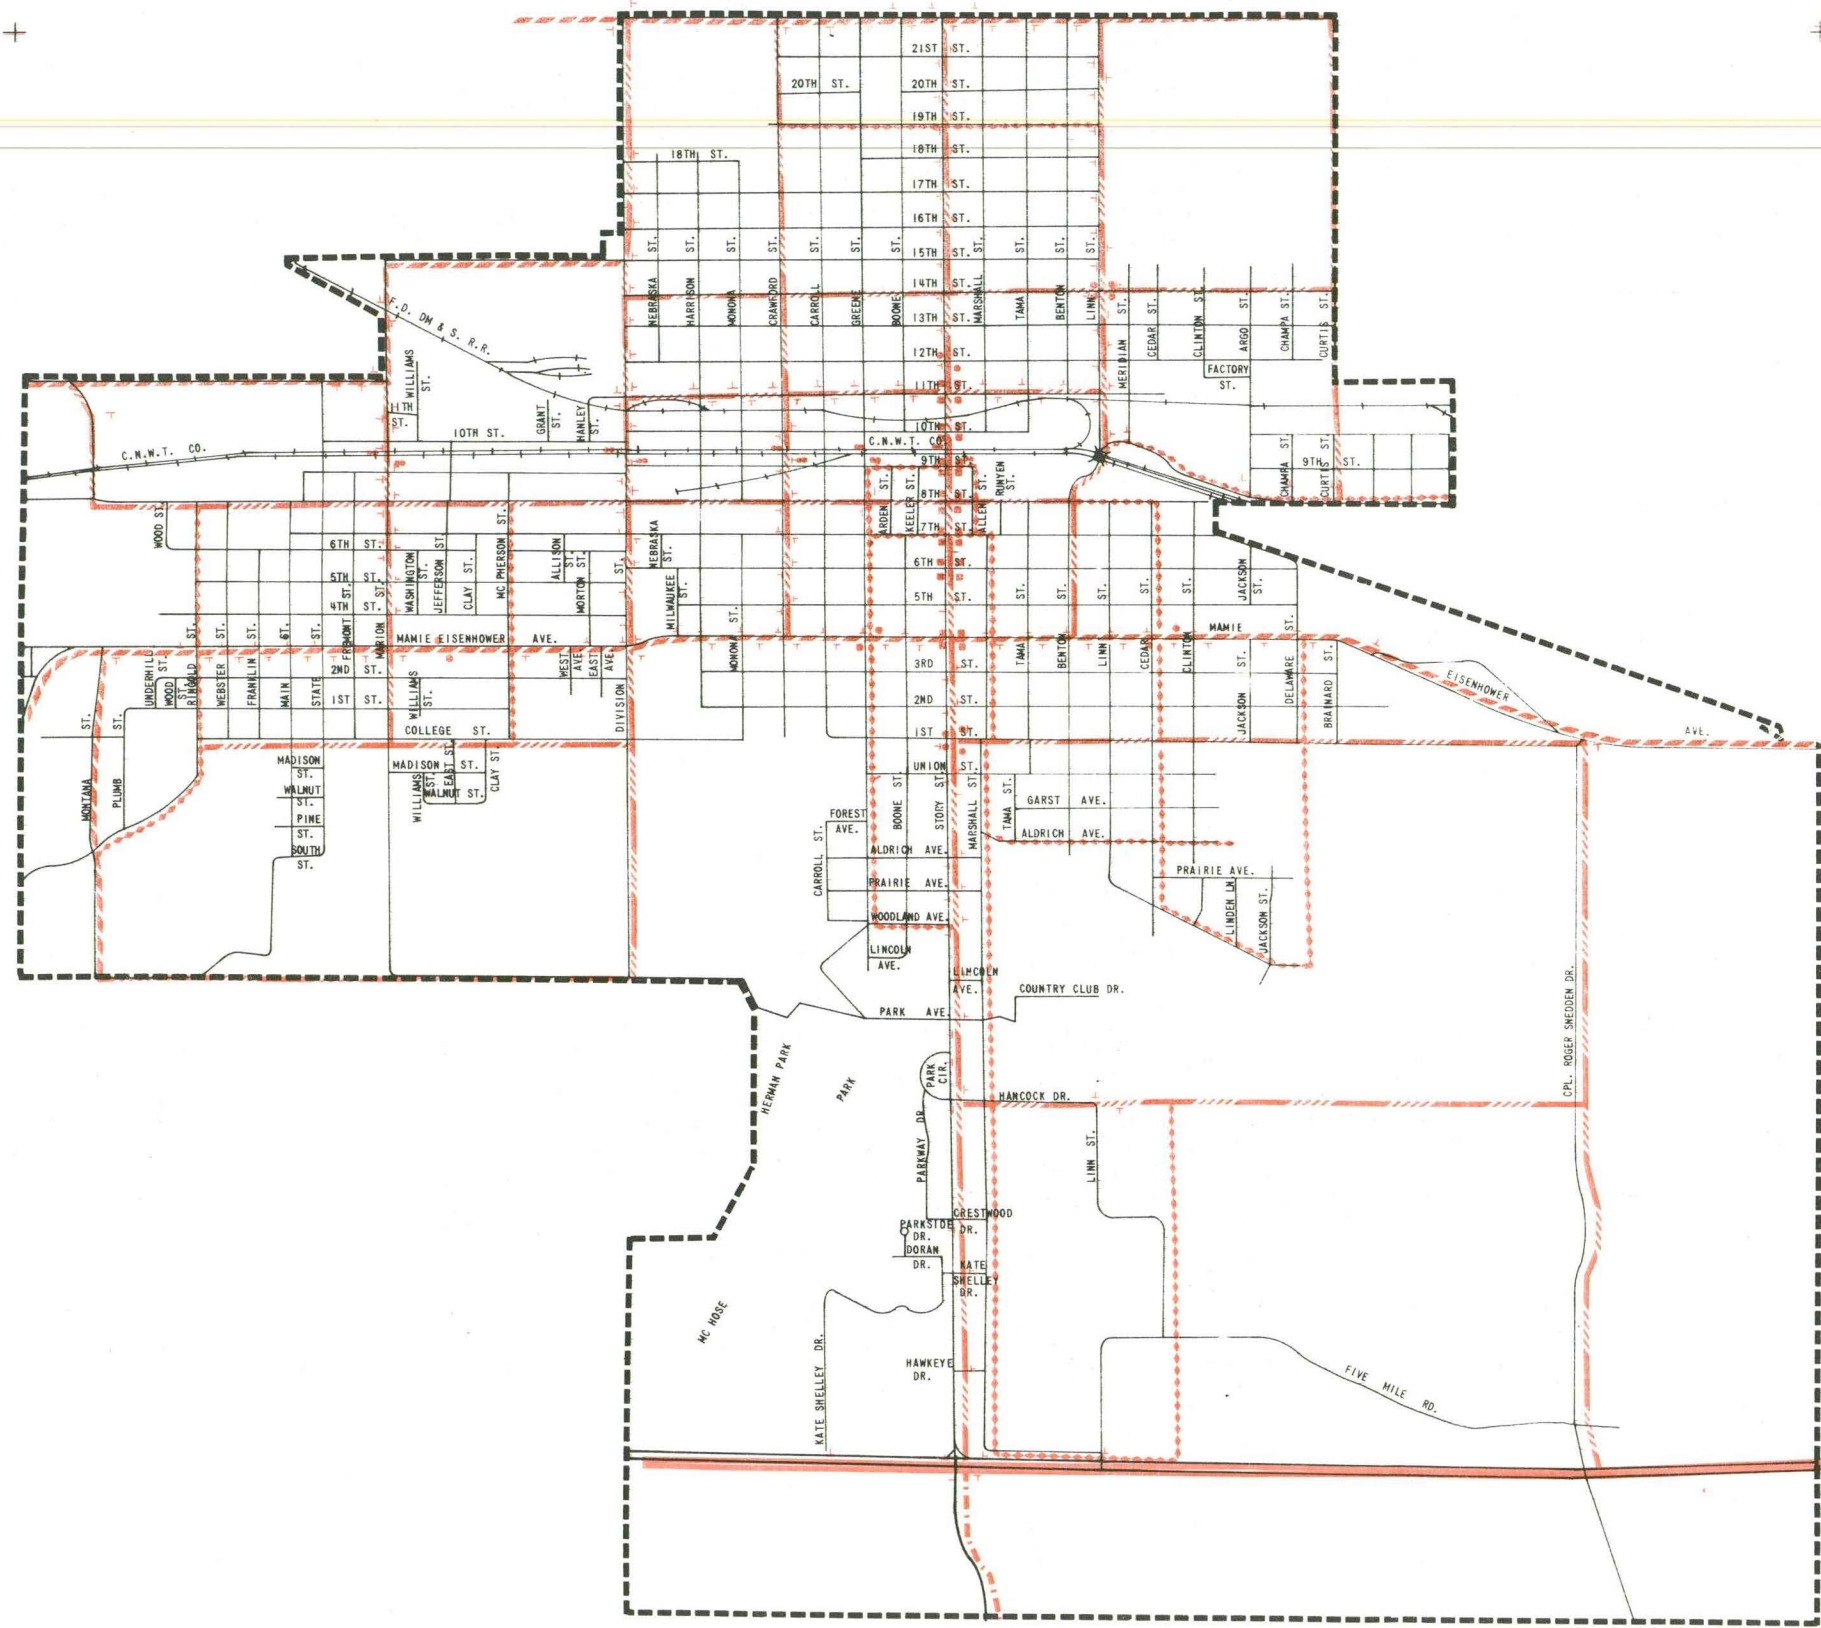 21ST ST.
20TH ST.
20TH ST.
19TH ST.
18TH ST.
18TH ST.
17TH ST.
16TH ST.
15TH ST.
14TH ST.
13TH ST.
12TH ST.
11TH ST.
10TH ST.
C.N.W.T. CO
9TH ST.
8TH ST.
7TH ST.
6TH ST.
5TH ST.
NEBRASKA ST.
HARRISON ST.
MONONA ST.
CRAWFORD ST.
CARROLL ST.
GREENE ST.
BOONE ST.
MARSHALL ST.
TAMA ST.
BENTON ST.
LINN ST.
MERIDIAN ST.
CEDAR ST.
CLINTON ST.
ARGO ST.
CHAMPA ST.
CURTIS ST.
FACTORY
ST.
F.D. DM & S. R.R.
WILLIAMS
ST.
11TH
ST.
10TH ST.
GRANT
ST.
HANLEY
ST.
C.N.W.T. CO.
CHAMPA ST
CURTIS ST.
9TH ST.
ARDEN ST.
KEELER ST.
ALLEN ST.
RUNYEN
ST.
WOOD ST.
6TH ST.
5TH ST.
4TH ST.
FREMONT ST.
MARION ST.
WASHINGTON
ST.
JEFFERSON ST.
CLAY ST.
MC PHERSON ST.
ALLISON
ST.
MORTON ST.
DIVISION ST.
NEBRASKA
ST.
MILWAUKEE
ST.
MONONA ST.
MAMIE EISENHOWER AVE.
MAMIE
EISENHOWER
AVE.
TAMA ST.
BENTON
LINN ST.
CEDAR ST.
CLINTON ST.
JACKSON
ST.
JACKSON ST.
DELAWARE ST.
BRAINARD ST.
3RD ST.
2ND ST.
1ST ST.
UNION ST.
UNDERHILL
ST.
WOOD
ST.
RINGOLD ST.
WEBSTER ST.
FRANKLIN ST.
MAIN ST.
STATE ST.
2ND ST.
1ST ST.
WILLIAMS
ST.
WEST
AVE
EAST
AVE.
COLLEGE ST.
MONTANA ST.
PLUMB ST.
MADISON
ST.
WALNUT
ST.
PINE
ST.
SOUTH
ST.
MADISON ST.
WILLIAMS ST.
EAST ST.
WALNUT ST.
CLAY ST.
FOREST
AVE.
CARROLL ST.
BOONE ST.
STORY ST.
MARSHALL ST.
TAMA ST.
GARST AVE.
ALDRICH AVE.
ALDRICH AVE.
PRAIRIE AVE.
WOODLAND AVE.
LINCOLN
AVE.
LINCOLN
AVE.
PRAIRIE AVE.
LINDEN LN
JACKSON ST.
COUNTRY CLUB DR.
PARK AVE.
CPL. ROGER SNEDDEN DR.
HERMAN PARK
PARK
MC HOSE
PARK
CIR.
HANCOCK DR.
PARKWAY DR
LINN ST.
CRESTWOOD
DR.
PARKSIDE
DR.
DORAN
DR.
KATE
SHELLEY
DR.
KATE SHELLEY DR.
HAWKEYE
DR.
FIVE MILE RD.